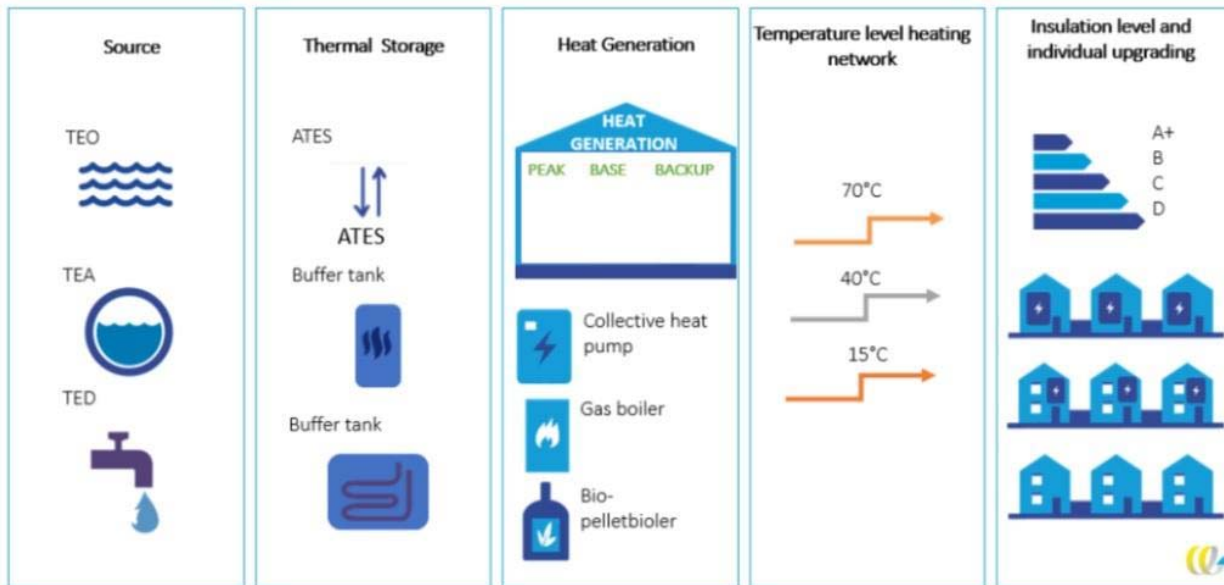 Source
TEO
TEA
TED
Thermal Storage
ATES
ATES
Buffer tank
Buffer tank
Heat Generation
HEAT
GENERATION
PEAK BASE BACKUP
Collective heat
pump
Gas boiler
Bio-
pelletbioler
Temperature level heating
network
70°C
40°C
15°C
Insulation level and
individual upgrading
A+
B
C
D